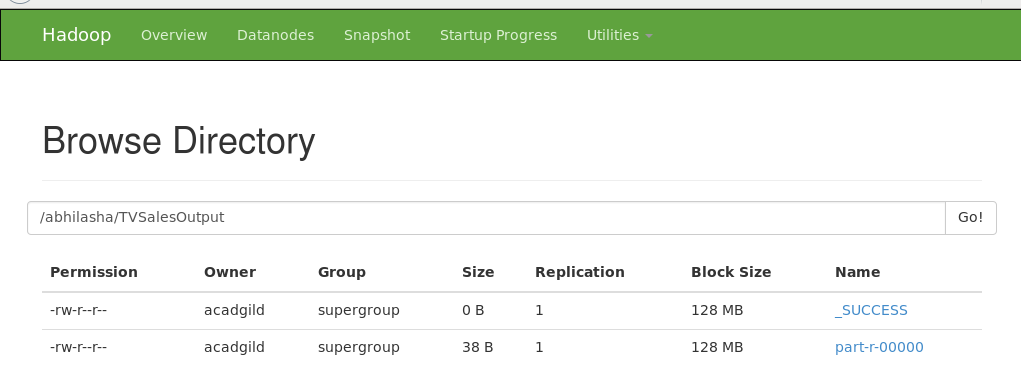 Hadoop Overview Datanodes Snapshot Startup Progress Utilities
Browse Directory
/abhilasha/TVSalesOutput Go!
Permission Owner Group Size Replication Block Size Name
-rw-r--r-- acadgild supergroup 0 B 1 128 MB _SUCCESS
-rw-r--r-- acadgild supergroup 38 B 1 128 MB part-r-00000